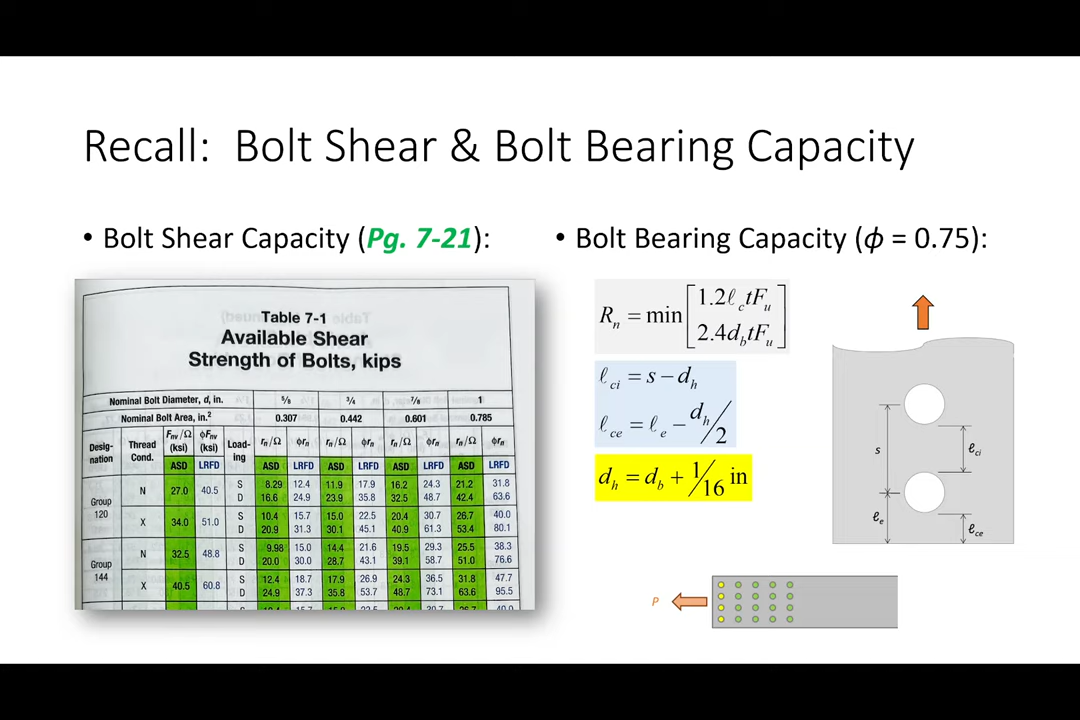 Recall: Bolt Shear & Bolt Bearing Capacity
• Bolt Shear Capacity (Pg. 7-21):
Table 7-1
Available Shear
Strength of Bolts, kips
Nominal Bolt Diameter, d, in. 5/8 3/4 7/8 1
Nominal Bolt Area, in.² 0.307 0.442 0.601 0.785
Desig-nation Thread Cond. Fnv/Ω (ksi) ϕFnv (ksi) Load-ing rn/Ω ϕrn rn/Ω ϕrn rn/Ω ϕrn rn/Ω ϕrn
ASD LRFD ASD LRFD ASD LRFD ASD LRFD ASD LRFD
Group 120 N 27.0 40.5 S 8.29 12.4 11.9 17.9 16.2 24.3 21.2 31.8
D 16.6 24.9 23.9 35.8 32.5 48.7 42.4 63.6
X 34.0 51.0 S 10.4 15.7 15.0 22.5 20.4 30.7 26.7 40.0
D 20.9 31.3 30.1 45.1 40.9 61.3 53.4 80.1
Group 144 N 32.5 48.8 S 9.98 15.0 14.4 21.6 19.5 29.3 25.5 38.3
D 20.0 30.0 28.7 43.1 39.1 58.7 51.0 76.6
X 40.5 60.8 S 12.4 18.7 17.9 26.9 24.3 36.5 31.8 47.7
D 24.9 37.3 35.8 53.7 48.7 73.1 63.6 95.5
• Bolt Bearing Capacity (ϕ = 0.75):
Rn = min [1.2ℓc tFu
2.4db tFu]
ℓci = s − dh
ℓce = ℓe − dh/2
dh = db + 1/16 in
s
ℓci
ℓe
ℓce
P